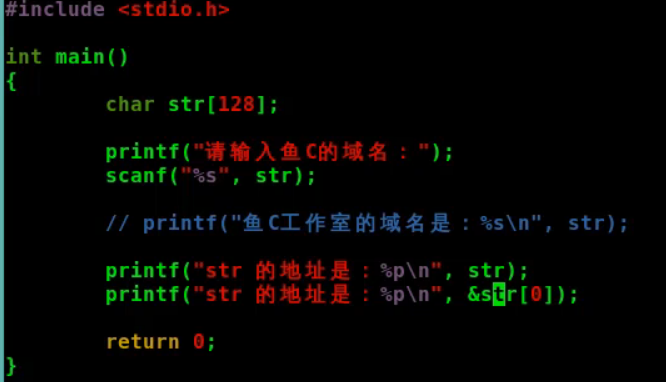 #include <stdio.h>
int main()
{
char str[128];
printf("请输入鱼C的域名：");
scanf("%s", str);
// printf("鱼C工作室的域名是：%s\n", str);
printf("str 的地址是：%p\n", str);
printf("str 的地址是：%p\n", &str[0]);
return 0;
}